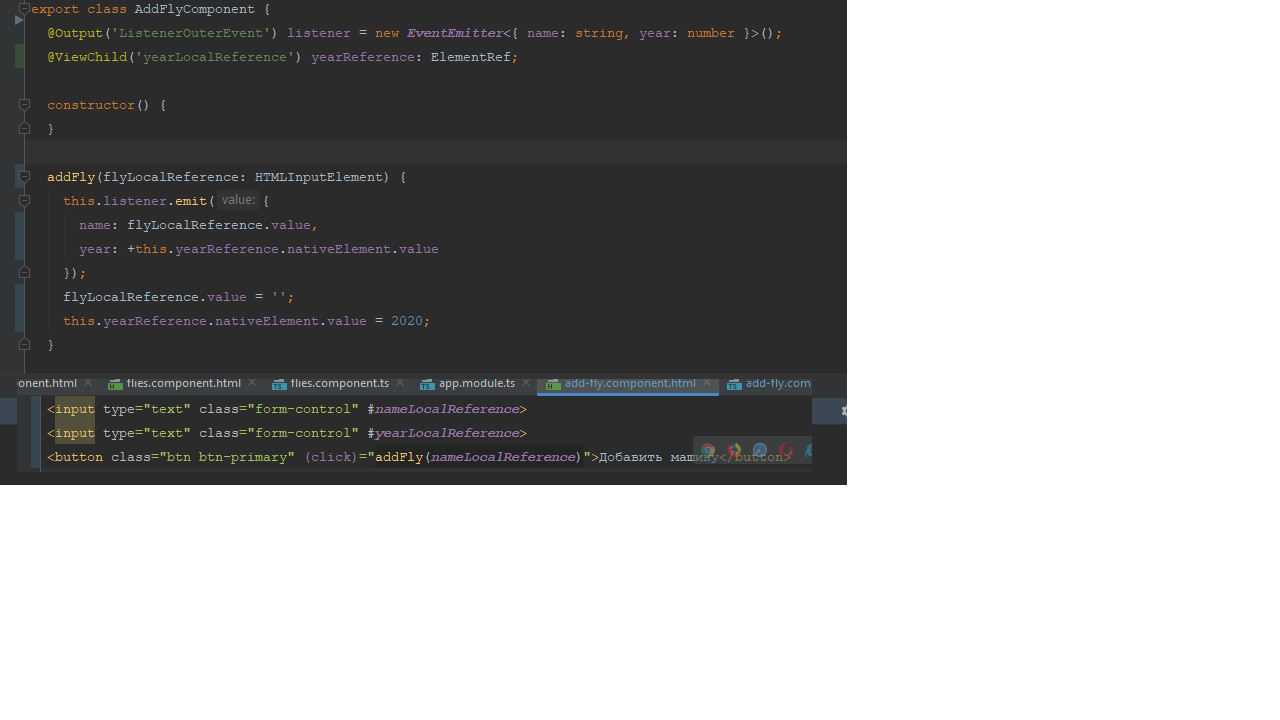 export class AddFlyComponent {
@Output('ListenerOuterEvent') listener = new EventEmitter<{ name: string, year: number }>();
@ViewChild('yearLocalReference') yearReference: ElementRef;
constructor() {
}
addFly(flyLocalReference: HTMLInputElement) {
this.listener.emit( value: {
name: flyLocalReference.value,
year: +this.yearReference.nativeElement.value
});
flyLocalReference.value = '';
this.yearReference.nativeElement.value = 2020;
}
onent.html flies.component.html flies.component.ts app.module.ts add-fly.component.html add-fly.com
<input type="text" class="form-control" #nameLocalReference>
<input type="text" class="form-control" #yearLocalReference>
<button class="btn btn-primary" (click)="addFly(nameLocalReference)">Добавить машину</button>